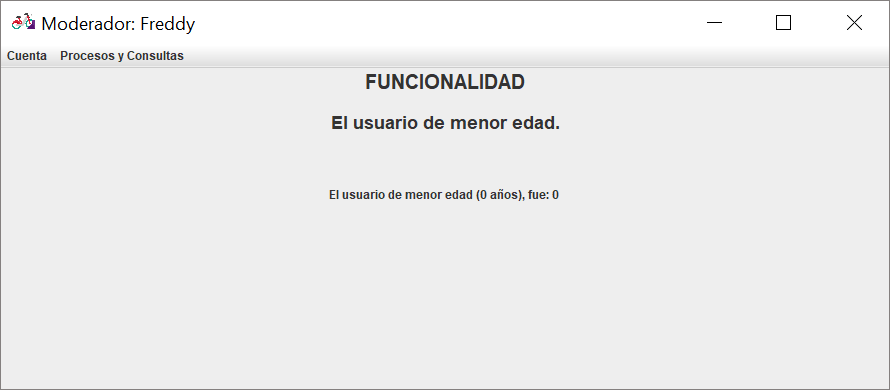 Moderador: Freddy
Cuenta Procesos y Consultas
FUNCIONALIDAD
El usuario de menor edad.
El usuario de menor edad (0 años), fue: 0